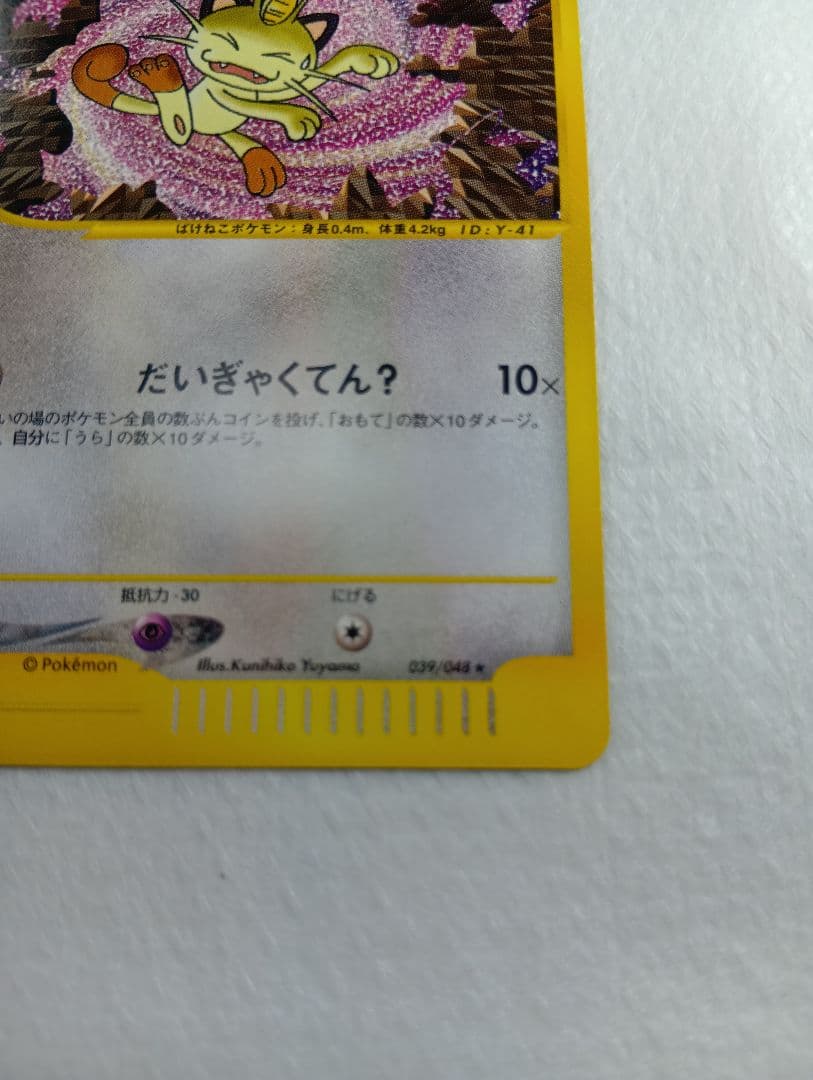 ばけねこポケモン：身長0.4m、体重4.2kg ID:Y-41
だいぎゃくてん? 10×
いの場のポケモン全員の数ぶんコインを投げ、「おもて」の数×10ダメージ。
、自分に「うら」の数×10ダメージ。
抵抗力 -30 にげる
© Pokémon Illus. Kunihiko Yuyama 039/048 ★